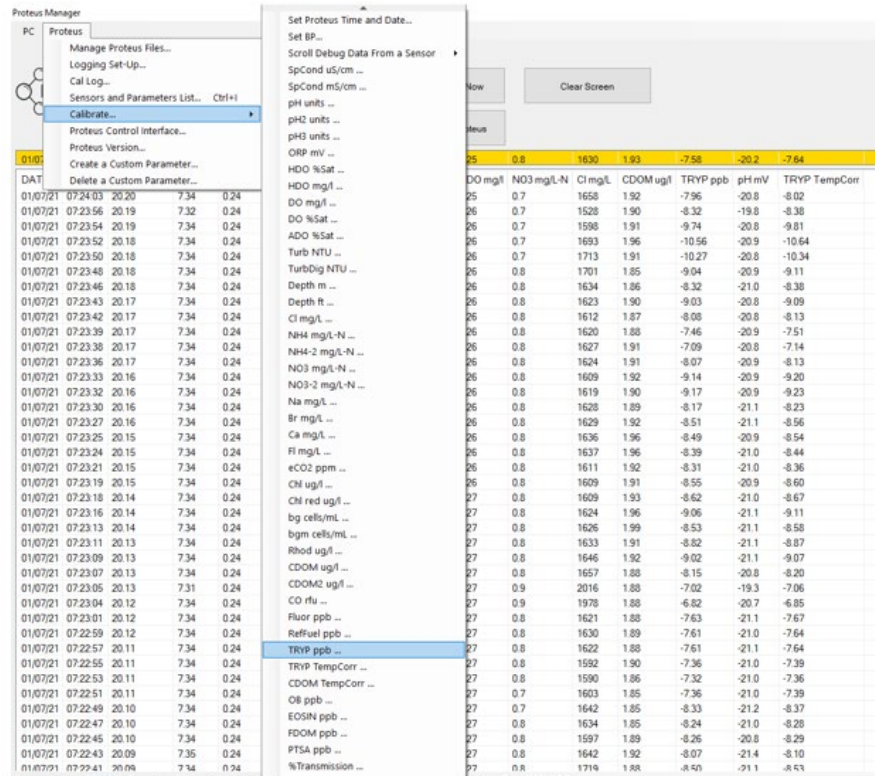 Proteus Manager
PC Proteus
Manage Proteus Files...
Logging Set-Up...
Cal Log...
Sensors and Parameters List... Ctrl+I
Calibrate...
Proteus Control Interface...
Proteus Version...
Create a Custom Parameter...
Delete a Custom Parameter...
Set Proteus Time and Date...
Set BP...
Scroll Debug Data From a Sensor
SpCond uS/cm ...
SpCond mS/cm ...
pH units ...
pH2 units ...
pH3 units ...
ORP mV ...
HDO %Sat ...
HDO mg/l ...
DO mg/l ...
DO %Sat ...
ADO %Sat ...
Turb NTU ...
TurbDig NTU ...
Depth m ...
Depth ft ...
Cl mg/L ...
NH4 mg/L-N ...
NH4-2 mg/L-N ...
NO3 mg/L-N ...
NO3-2 mg/L-N ...
Na mg/L ...
Br mg/L ...
Ca mg/L ...
Fl mg/L ...
eCO2 ppm ...
Chl ug/l ...
Chl red ug/l ...
bg cells/mL ...
bgm cells/mL ...
Rhod ug/l ...
CDOM ug/l ...
CDOM2 ug/l ...
CO rfu ...
Fluor ppb ...
RefFuel ppb ...
TRYP ppb ...
TRYP TempCorr ...
CDOM TempCorr ...
OB ppb ...
EOSIN ppb ...
FDOM ppb ...
PTSA ppb ...
%Transmission ...
Now Clear Screen
oteus
01/07 25 0.8 1630 1.93 -7.58 -20.2 -7.64
DAT DO mg/l NO3 mg/L-N Cl mg/L CDOM ug/l TRYP ppb pH mV TRYP TempCorr
01/07/21 07:24:03 20.20 7.34 0.24 25 0.7 1658 1.92 -7.96 -20.8 -8.02
01/07/21 07:23:56 20.19 7.32 0.24 26 0.7 1528 1.90 -8.32 -19.8 -8.38
01/07/21 07:23:54 20.19 7.34 0.24 26 0.7 1598 1.91 -9.74 -20.8 -9.81
01/07/21 07:23:52 20.18 7.34 0.24 26 0.7 1693 1.96 -10.56 -20.9 -10.64
01/07/21 07:23:50 20.18 7.34 0.24 26 0.7 1713 1.91 -10.27 -20.8 -10.34
01/07/21 07:23:48 20.18 7.34 0.24 26 0.8 1701 1.85 -9.04 -20.9 -9.11
01/07/21 07:23:46 20.18 7.34 0.24 26 0.8 1634 1.86 -8.32 -21.0 -8.38
01/07/21 07:23:43 20.17 7.34 0.24 26 0.8 1623 1.90 -9.03 -20.8 -9.09
01/07/21 07:23:42 20.17 7.34 0.24 26 0.8 1612 1.87 -8.08 -20.8 -8.13
01/07/21 07:23:39 20.17 7.34 0.24 26 0.8 1620 1.88 -7.46 -20.9 -7.51
01/07/21 07:23:38 20.17 7.34 0.24 26 0.8 1627 1.91 -7.09 -20.8 -7.14
01/07/21 07:23:36 20.17 7.34 0.24 26 0.8 1624 1.91 -8.07 -20.9 -8.13
01/07/21 07:23:33 20.16 7.34 0.24 26 0.8 1609 1.92 -9.14 -20.9 -9.20
01/07/21 07:23:32 20.16 7.34 0.24 26 0.8 1619 1.90 -9.17 -20.9 -9.23
01/07/21 07:23:30 20.16 7.34 0.24 26 0.8 1628 1.89 -8.17 -21.1 -8.23
01/07/21 07:23:27 20.16 7.34 0.24 26 0.8 1629 1.92 -8.51 -21.1 -8.56
01/07/21 07:23:25 20.15 7.34 0.24 26 0.8 1636 1.96 -8.49 -20.9 -8.54
01/07/21 07:23:24 20.15 7.34 0.24 26 0.8 1637 1.96 -8.39 -21.0 -8.44
01/07/21 07:23:21 20.15 7.34 0.24 26 0.8 1611 1.92 -8.31 -21.0 -8.36
01/07/21 07:23:19 20.15 7.34 0.24 26 0.8 1609 1.91 -8.55 -20.9 -8.60
01/07/21 07:23:18 20.14 7.34 0.24 27 0.8 1609 1.93 -8.62 -21.0 -8.67
01/07/21 07:23:16 20.14 7.34 0.24 27 0.8 1624 1.96 -9.06 -21.1 -9.11
01/07/21 07:23:13 20.14 7.34 0.24 27 0.8 1626 1.99 -8.53 -21.1 -8.58
01/07/21 07:23:11 20.13 7.34 0.24 27 0.8 1633 1.91 -8.82 -21.1 -8.87
01/07/21 07:23:09 20.13 7.34 0.24 27 0.8 1646 1.92 -9.02 -21.1 -9.07
01/07/21 07:23:07 20.13 7.34 0.24 27 0.8 1657 1.88 -8.15 -20.8 -8.20
01/07/21 07:23:05 20.13 7.31 0.24 27 0.9 2016 1.88 -7.02 -19.3 -7.06
01/07/21 07:23:04 20.12 7.34 0.24 27 0.9 1978 1.88 -6.82 -20.7 -6.85
01/07/21 07:23:01 20.12 7.34 0.24 27 0.8 1621 1.88 -7.63 -21.1 -7.67
01/07/21 07:22:59 20.12 7.34 0.24 27 0.8 1630 1.89 -7.61 -21.0 -7.64
01/07/21 07:22:57 20.11 7.34 0.24 27 0.8 1622 1.88 -7.61 -21.1 -7.64
01/07/21 07:22:55 20.11 7.34 0.24 27 0.8 1592 1.90 -7.36 -21.0 -7.39
01/07/21 07:22:53 20.11 7.34 0.24 27 0.8 1590 1.86 -7.32 -21.0 -7.36
01/07/21 07:22:51 20.11 7.34 0.24 27 0.7 1603 1.85 -7.36 -21.0 -7.39
01/07/21 07:22:49 20.10 7.34 0.24 27 0.7 1642 1.85 -8.33 -21.2 -8.37
01/07/21 07:22:47 20.10 7.34 0.24 27 0.8 1634 1.85 -8.24 -21.0 -8.28
01/07/21 07:22:45 20.10 7.34 0.24 27 0.8 1597 1.89 -8.26 -20.8 -8.29
01/07/21 07:22:43 20.09 7.35 0.24 27 0.8 1642 1.92 -8.07 -21.4 -8.10
01/07/21 07:22:41 20.09 7.34 0.24 27 0.8 1719 1.88 -8.50 -21.1 -8.53